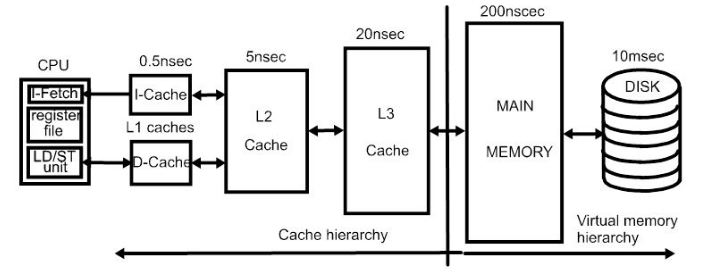 200nscec
20nsec
CPU
0.5nsec
5nsec
10msec
I-Fetch
I-Cache
DISK
register
file
L1 caches
L2
Cache
L3
Cache
MAIN
MEMORY
LD/ST
unit
D-Cache
Cache hierarchy
Virtual memory
hierarchy